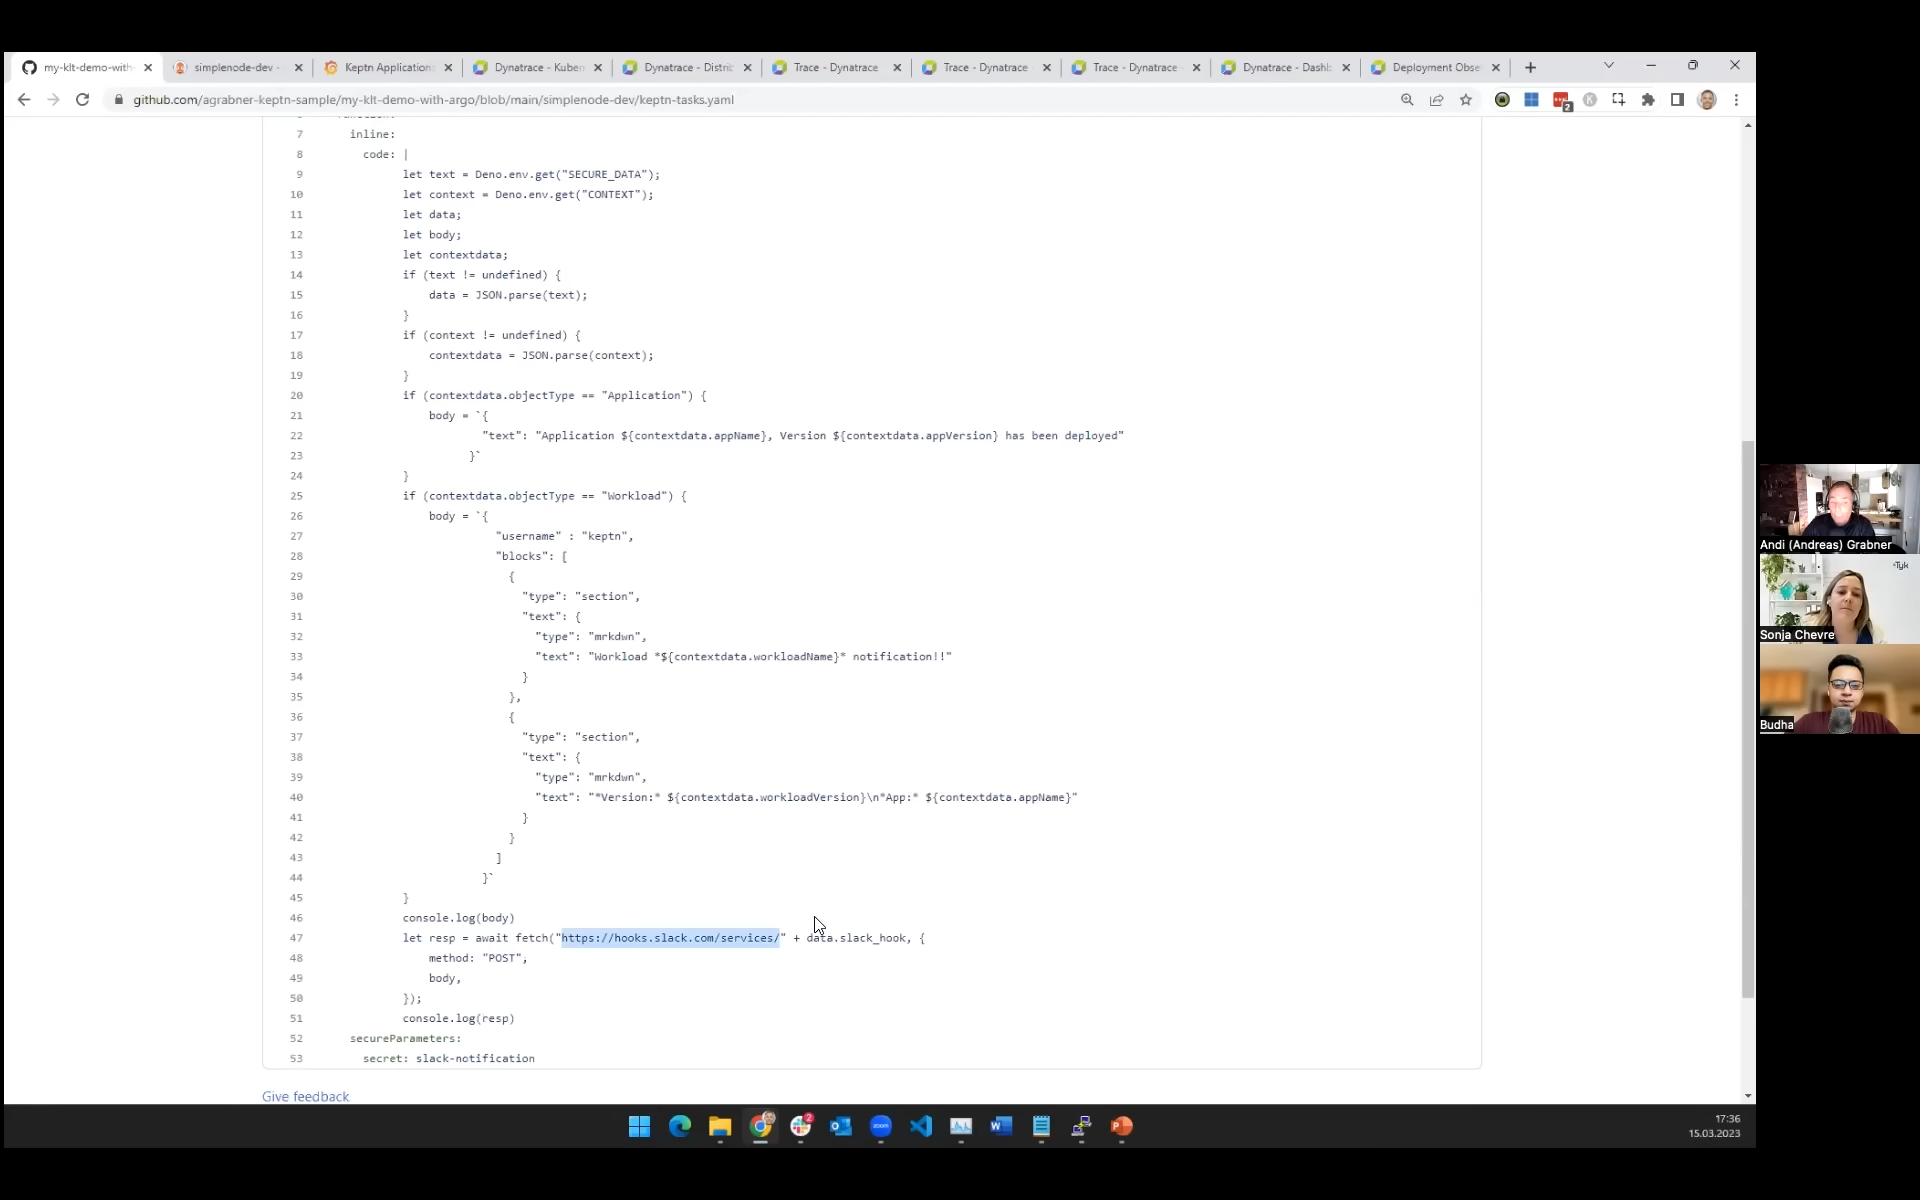 my-klt-demo-with-
simplenode-dev -
Keptn Application
Dynatrace - Kuber
Dynatrace - Distri
Trace - Dynatrace
Trace - Dynatrace
Trace - Dynatrace
Dynatrace - Dashb
Deployment Obse
github.com/agrabner-keptn-sample/my-klt-demo-with-argo/blob/main/simplenode-dev/keptn-tasks.yaml
7 inline:
8 code: |
9 let text = Deno.env.get("SECURE_DATA");
10 let context = Deno.env.get("CONTEXT");
11 let data;
12 let body;
13 let contextdata;
14 if (text != undefined) {
15 data = JSON.parse(text);
16 }
17 if (context != undefined) {
18 contextdata = JSON.parse(context);
19 }
20 if (contextdata.objectType == "Application") {
21 body = `{
22 "text": "Application ${contextdata.appName}, Version ${contextdata.appVersion} has been deployed"
23 }`
24 }
25 if (contextdata.objectType == "Workload") {
26 body = `{
27 "username" : "keptn",
28 "blocks": [
29 {
30 "type": "section",
31 "text": {
32 "type": "mrkdwn",
33 "text": "Workload *${contextdata.workloadName}* notification!!"
34 }
35 },
36 {
37 "type": "section",
38 "text": {
39 "type": "mrkdwn",
40 "text": "*Version:* ${contextdata.workloadVersion}\n*App:* ${contextdata.appName}"
41 }
42 }
43 ]
44 }`
45 }
46 console.log(body)
47 let resp = await fetch("https://hooks.slack.com/services/" + data.slack_hook, {
48 method: "POST",
49 body,
50 });
51 console.log(resp)
52 secureParameters:
53 secret: slack-notification
Give feedback
Andi (Andreas) Grabner
Tyk
Sonja Chevre
Budha
2
2
zoom
17:36
15.03.2023